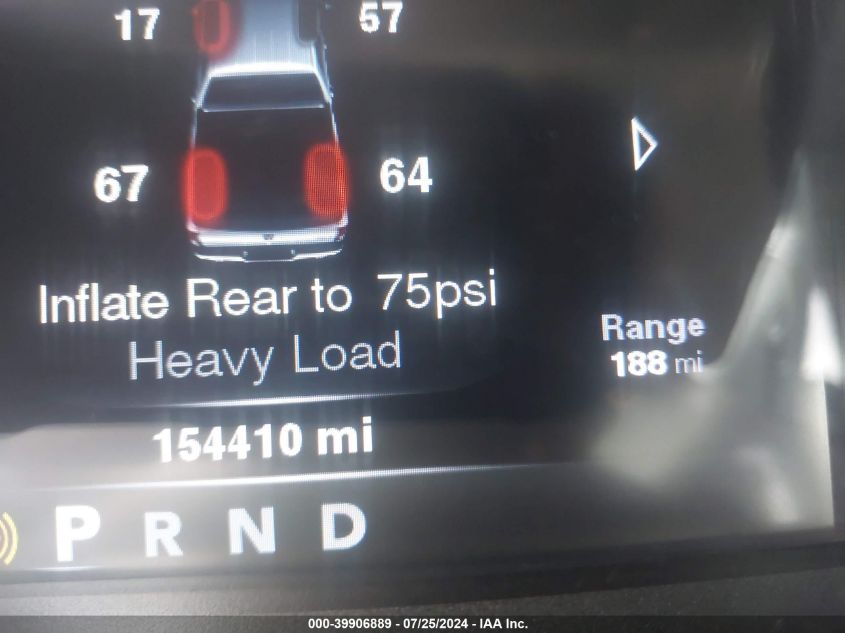 17 57
67 64
Inflate Rear to 75psi
Heavy Load
Range
188 mi
154410 mi
P R N D
000-39906889 - 07/25/2024 - IAA Inc.